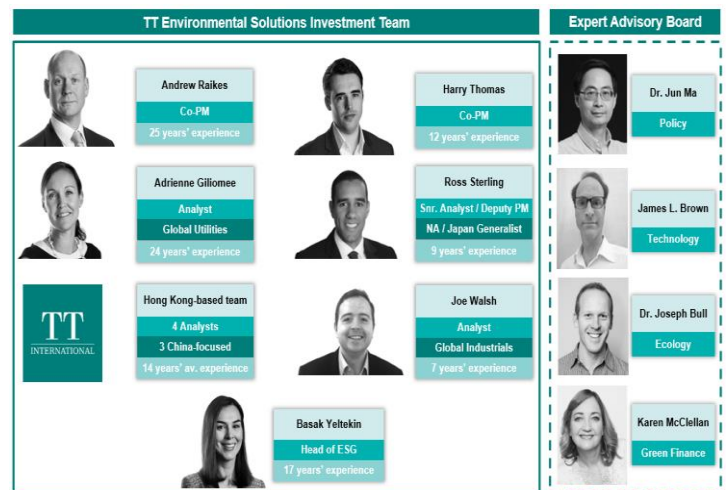 TT Environmental Solutions Investment Team
Expert Advisory Board
Andrew Raikes
Co-PM
25 years' experience
Harry Thomas
Co-PM
12 years' experience
Adrienne Giliomee
Analyst
Global Utilities
24 years' experience
Ross Sterling
Snr. Analyst / Deputy PM
NA / Japan Generalist
9 years' experience
TT
INTERNATIONAL
Hong Kong-based team
4 Analysts
3 China-focused
14 years' av. experience
Joe Walsh
Analyst
Global Industrials
7 years' experience
Basak Yeltekin
Head of ESG
17 years' experience
Dr. Jun Ma
Policy
James L. Brown
Technology
Dr. Joseph Bull
Ecology
Karen McClellan
Green Finance